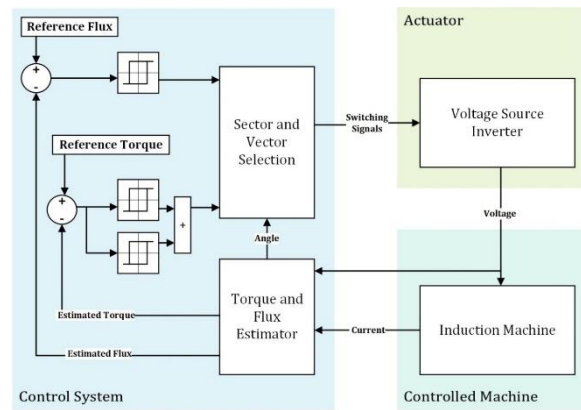 Reference Flux
+
-
Reference Torque
+
-
+
Sector and
Vector
Selection
Switching
Signals
Actuator
Voltage Source
Inverter
Voltage
Angle
Torque and
Flux
Estimator
Estimated Torque
Estimated Flux
Current
Induction Machine
Control System
Controlled Machine